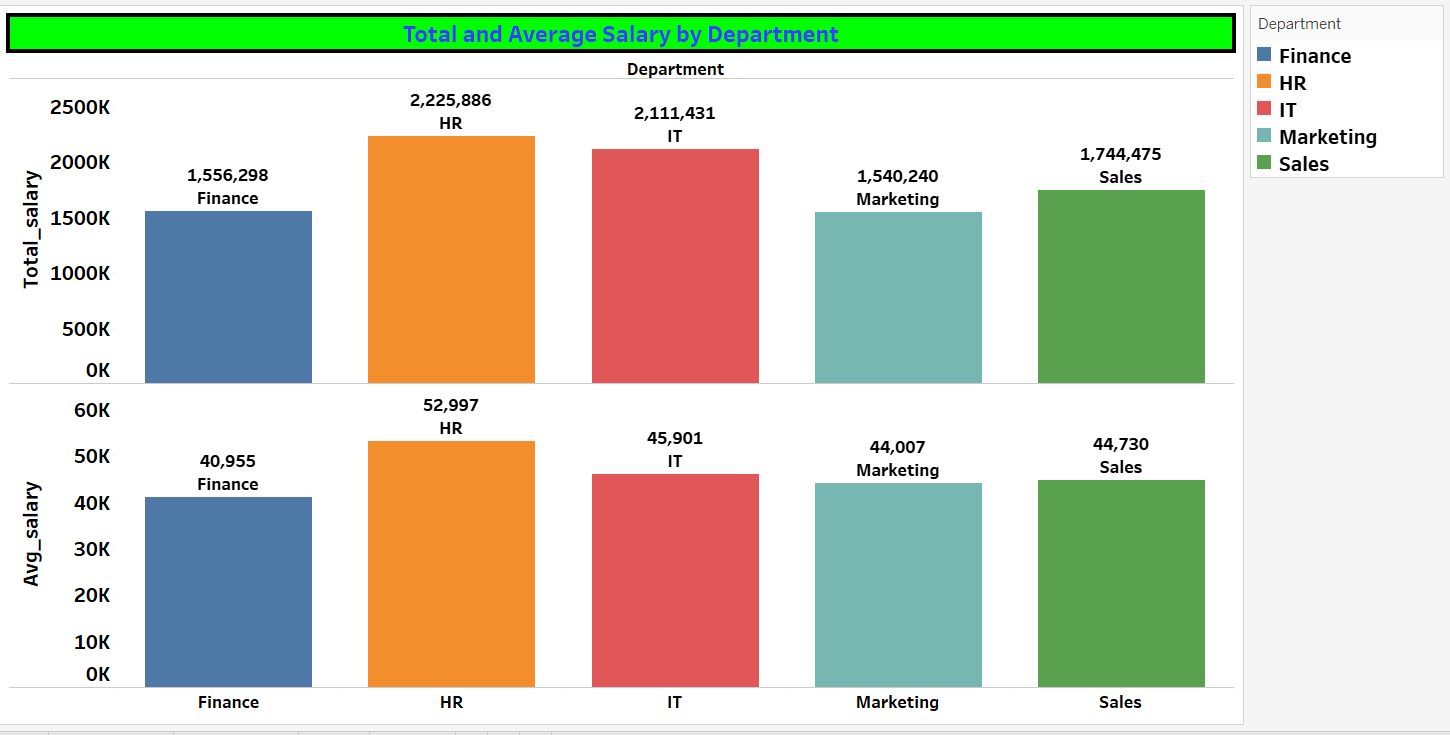 Total and Average Salary by Department
Department
Total_salary
2500K
2000K
1500K
1000K
500K
0K
1,556,298
Finance
2,225,886
HR
2,111,431
IT
1,540,240
Marketing
1,744,475
Sales
Avg_salary
60K
50K
40K
30K
20K
10K
0K
40,955
Finance
52,997
HR
45,901
IT
44,007
Marketing
44,730
Sales
Finance
HR
IT
Marketing
Sales
Department
Finance
HR
IT
Marketing
Sales